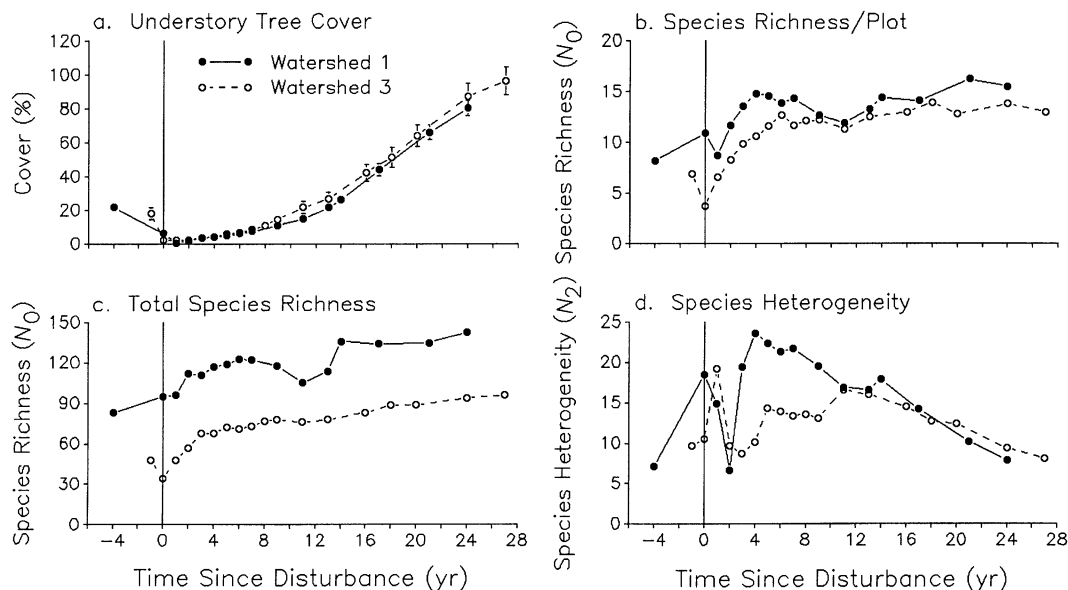 a. Understory Tree Cover
120
100
80
60
40
20
0
Cover (%)
Watershed 1
Watershed 3
b. Species Richness/Plot
20
15
10
5
0
Species Richness (N0)
c. Total Species Richness
150
120
90
60
30
0
Species Richness (N0)
-4 0 4 8 12 16 20 24 28
Time Since Disturbance (yr)
d. Species Heterogeneity
25
20
15
10
5
0
Species Heterogeneity (N2)
-4 0 4 8 12 16 20 24 28
Time Since Disturbance (yr)